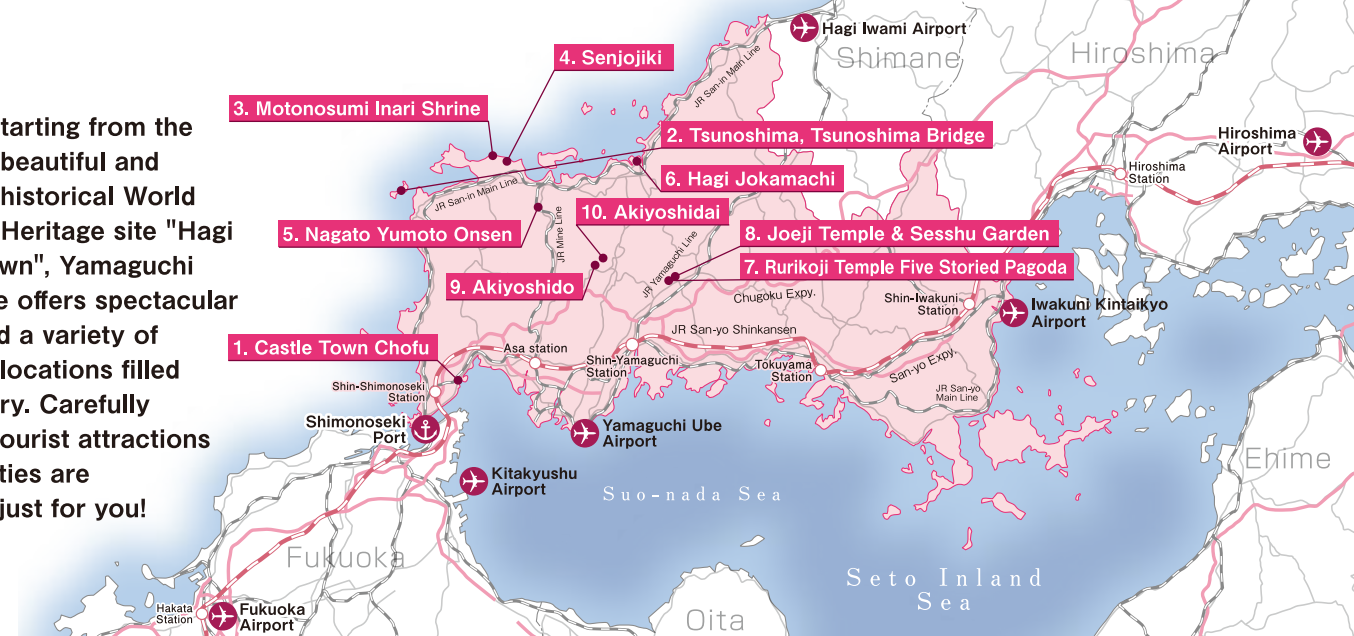 tarting from the
beautiful and
historical World
Heritage site "Hagi
wn", Yamaguchi
e offers spectacular
d a variety of
locations filled
ry. Carefully
ourist attractions
ties are
just for you!
Hagi Iwami Airport
Shimane
Hiroshima
4. Senjojiki
JR San-in Main Line
3. Motonosumi Inari Shrine
2. Tsunoshima, Tsunoshima Bridge
Hiroshima
Airport
Hiroshima
Station
JR San-in Main Line
6. Hagi Jokamachi
10. Akiyoshidai
5. Nagato Yumoto Onsen
JR Mine Line
8. Joeji Temple & Sesshu Garden
JR Yamaguchi Line
7. Rurikoji Temple Five Storied Pagoda
9. Akiyoshido
Chugoku Expy.
Shin-Iwakuni
Station
Iwakuni Kintaikyo
Airport
JR San-yo Shinkansen
1. Castle Town Chofu
Asa station
Shin-Yamaguchi
Station
Tokuyama
Station
San-yo Expy.
JR San-yo
Main Line
Shin-Shimonoseki
Station
Shimonoseki
Port
Yamaguchi Ube
Airport
Kitakyushu
Airport
Suo-nada Sea
Ehime
Fukuoka
Seto Inland
Sea
Hakata
Station
Fukuoka
Airport
Oita